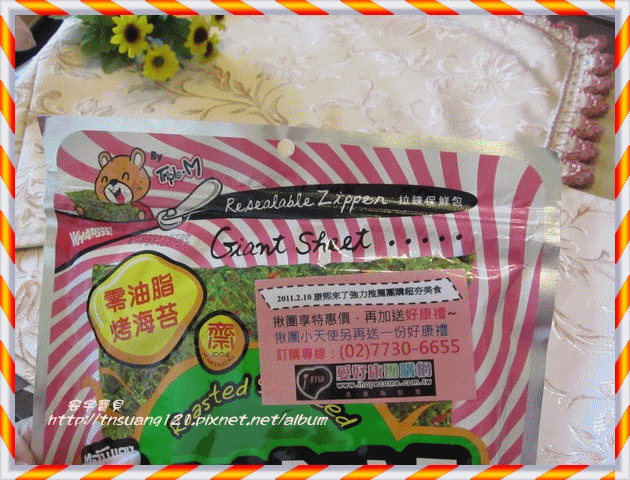 By Triple-M
Resealable Zipper 拉鍊保鮮包
WHAPSSS!
Giant Sheet .....
零油脂
烤海苔
齋
100%
2011.2.10 康熙來了強力推薦團購超夯美食
揪團享特惠價，再加送好康禮~
揪團小天使另再送一份好康禮
訂購專線：(02)7730-6655
愛好康團購網
www.ihopecome.com.tw
Roasted
安宇寶貝
http://tnsuang121.pixnet.net/album